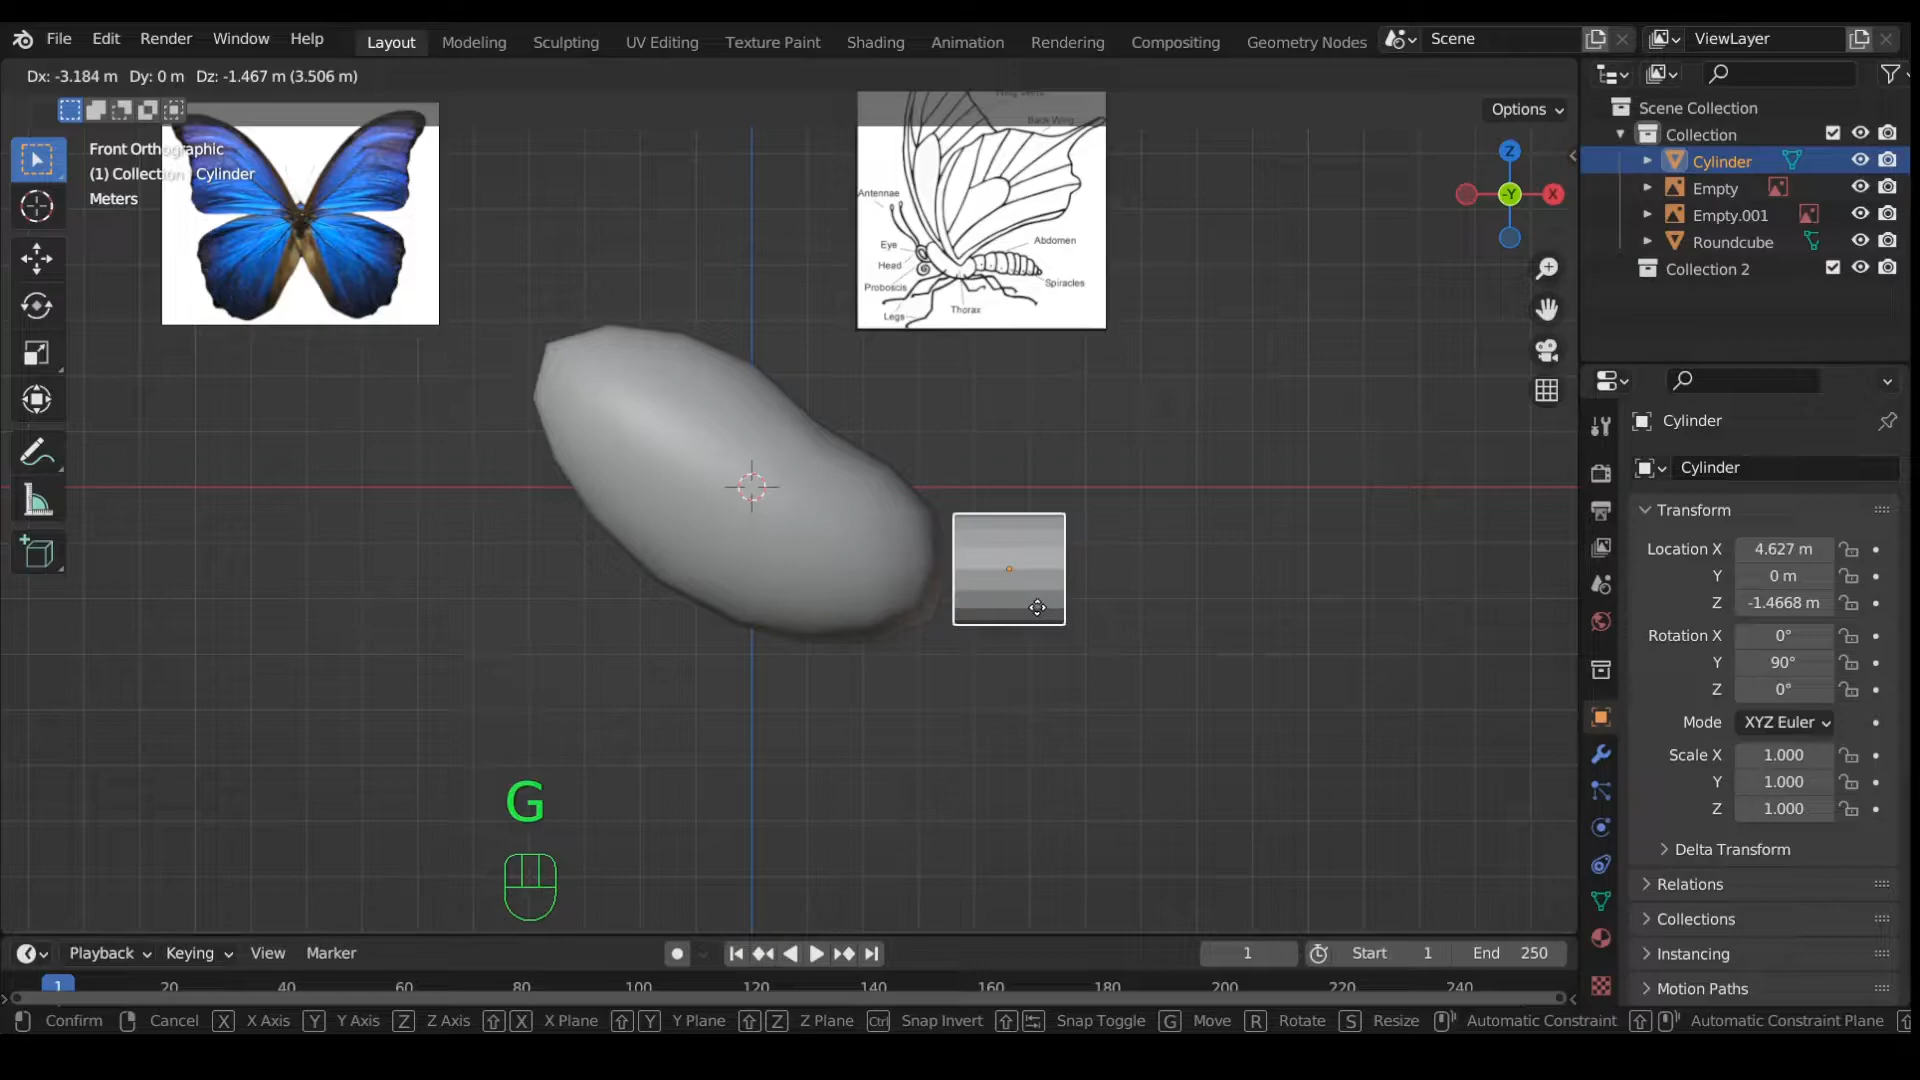 File Edit Render Window Help Layout Modeling Sculpting UV Editing Texture Paint Shading Animation Rendering Compositing Geometry Nodes Scene ViewLayer
Dx: -3.184 m Dy: 0 m Dz: -1.467 m (3.506 m)
Options
Front Orthographic
(1) Collection | Cylinder
Meters
Back Wing
Antennae
Eye
Head
Proboscis
Legs
Thorax
Abdomen
Spiracles
Z
-Y
X
Scene Collection
Collection
Cylinder
Empty
Empty.001
Roundcube
Collection 2
Cylinder
Cylinder
Transform
Location X 4.627 m
Y 0 m
Z -1.4668 m
Rotation X 0°
Y 90°
Z 0°
Mode XYZ Euler
Scale X 1.000
Y 1.000
Z 1.000
Delta Transform
Relations
Collections
Instancing
Motion Paths
G
Playback Keying View Marker 1 Start 1 End 250
1 20 40 60 80 100 120 140 160 180 200 220 240
Confirm Cancel X X Axis Y Y Axis Z Z Axis X X Plane Y Y Plane Z Z Plane Ctrl Snap Invert Snap Toggle G Move R Rotate S Resize Automatic Constraint Automatic Constraint Plane